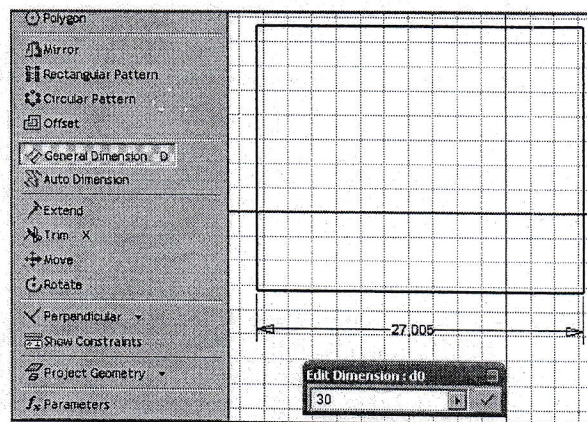 Polygon
Mirror
Rectangular Pattern
Circular Pattern
Offset
General Dimension D
Auto Dimension
Extend
Trim X
Move
Rotate
Perpendicular
Show Constraints
Project Geometry
fx Parameters
27,005
Edit Dimension : d0
30